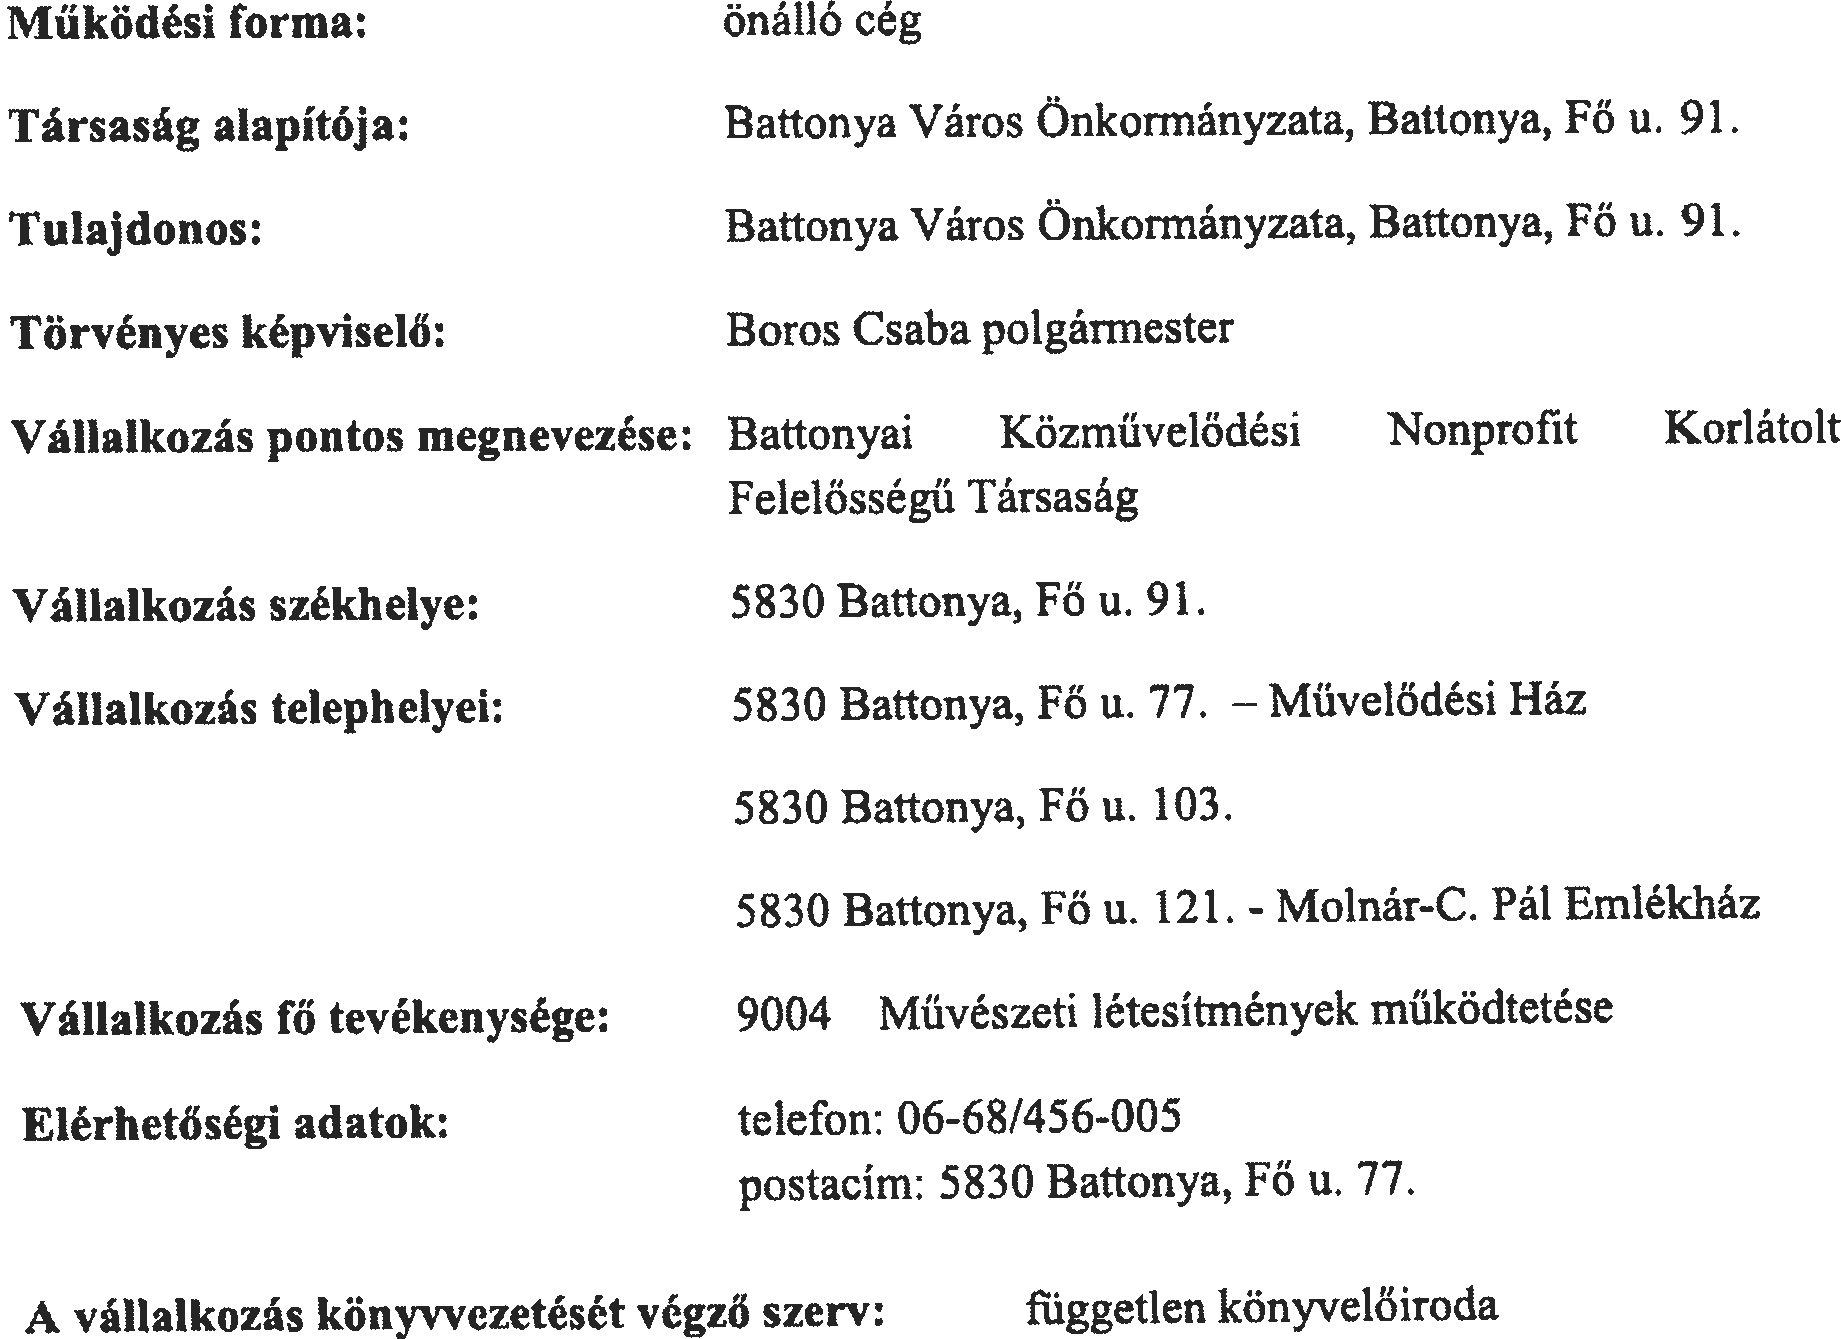 Működési forma: önálló cég
Társaság alapítója: Battonya Város Önkormányzata, Battonya, Fő u. 91.
Tulajdonos: Battonya Város Önkormányzata, Battonya, Fő u. 91.
Törvényes képviselő: Boros Csaba polgármester
Vállalkozás pontos megnevezése: Battonyai Közművelődési Nonprofit Korlátolt
Felelősségű Társaság
Vállalkozás székhelye: 5830 Battonya, Fő u. 91.
Vállalkozás telephelyei: 5830 Battonya, Fő u. 77. – Művelődési Ház
5830 Battonya, Fő u. 103.
5830 Battonya, Fő u. 121. - Molnár-C. Pál Emlékház
Vállalkozás fő tevékenysége: 9004 Művészeti létesítmények működtetése
Elérhetőségi adatok: telefon: 06-68/456-005
postacím: 5830 Battonya, Fő u. 77.
A vállalkozás könyvvezetését végző szerv: független könyvelőiroda